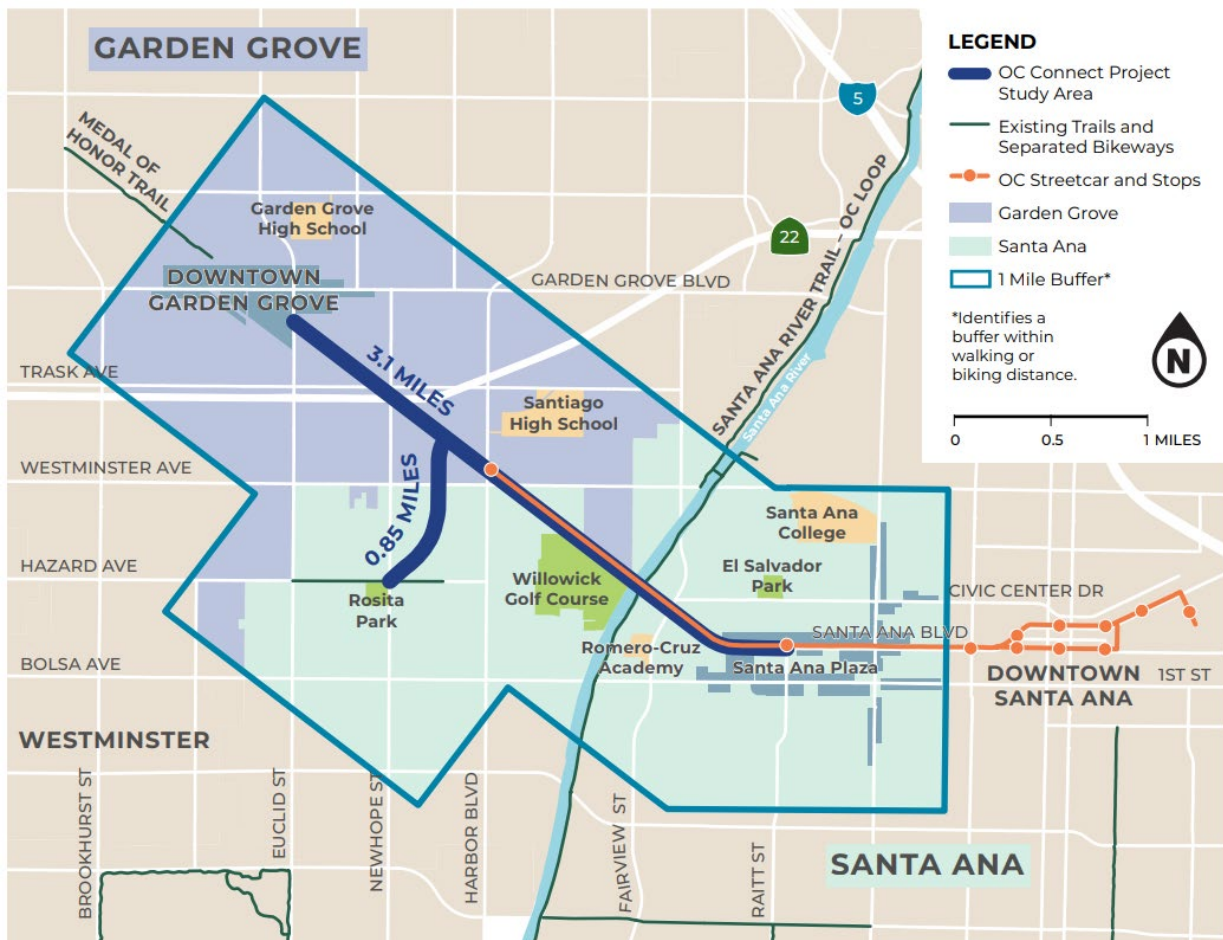 GARDEN GROVE
MEDAL OF
HONOR TRAIL
Garden Grove
High School
DOWNTOWN
GARDEN GROVE
GARDEN GROVE BLVD
5
22
SANTA ANA RIVER TRAIL – OC LOOP
Santa Ana River
TRASK AVE
3.1 MILES
Santiago
High School
WESTMINSTER AVE
0.85 MILES
Santa Ana
College
HAZARD AVE
Rosita
Park
Willowick
Golf Course
El Salvador
Park
CIVIC CENTER DR
SANTA ANA BLVD
BOLSA AVE
Romero-Cruz
Academy
Santa Ana Plaza
DOWNTOWN
SANTA ANA
1ST ST
WESTMINSTER
BROOKHURST ST
EUCLID ST
NEWHOPE ST
HARBOR BLVD
FAIRVIEW ST
RAITT ST
SANTA ANA
LEGEND
OC Connect Project
Study Area
Existing Trails and
Separated Bikeways
OC Streetcar and Stops
Garden Grove
Santa Ana
1 Mile Buffer*
*Identifies a
buffer within
walking or
biking distance.
N
0 0.5 1 MILES